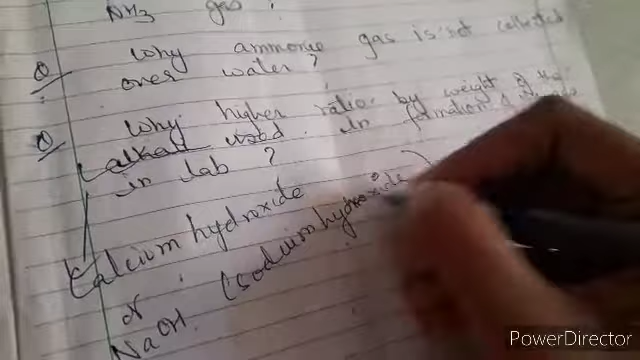 NH3 gas ?
Q Why ammonia gas is not collected
over water ?
Q Why higher ratio by weight of
alkali used in formation of
in lab ?
Calcium hydroxide
or
NaOH (sodium hydroxide)
PowerDirector